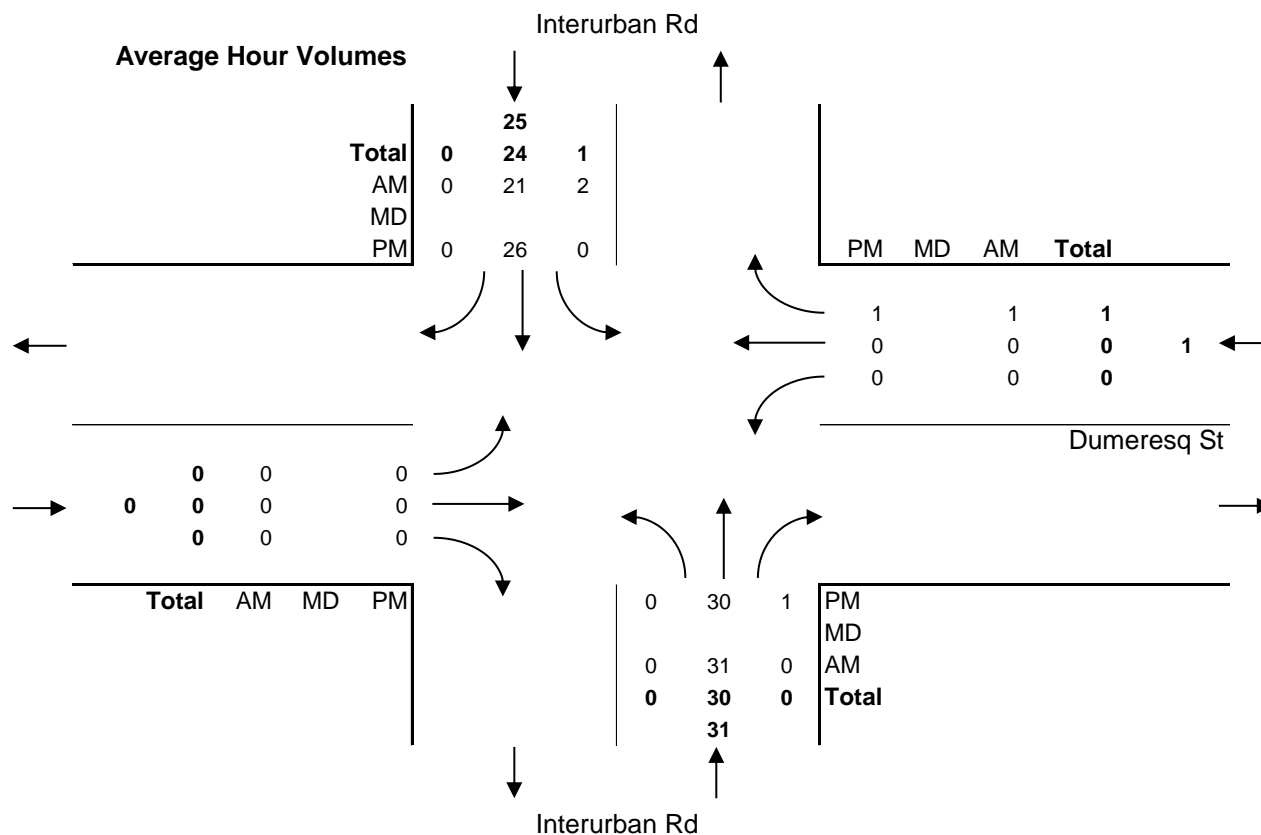 Interurban Rd
Average Hour Volumes
25
Total 0 24 1
AM 0 21 2
MD
PM 0 26 0
PM MD AM Total
1 1 1
0 0 0 1
0 0 0
Dumeresq St
0 0 0
0 0 0 0
0 0 0
Total AM MD PM
0 30 1 PM
MD
0 31 0 AM
0 30 0 Total
31
Interurban Rd